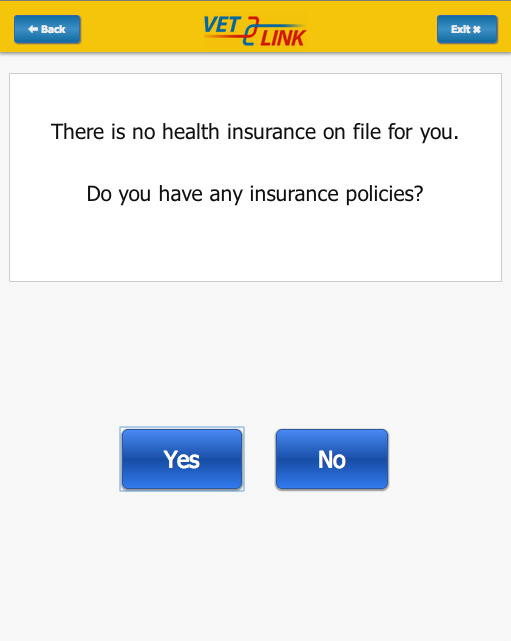 Back
VET LINK
Exit
There is no health insurance on file for you.
Do you have any insurance policies?
Yes
No